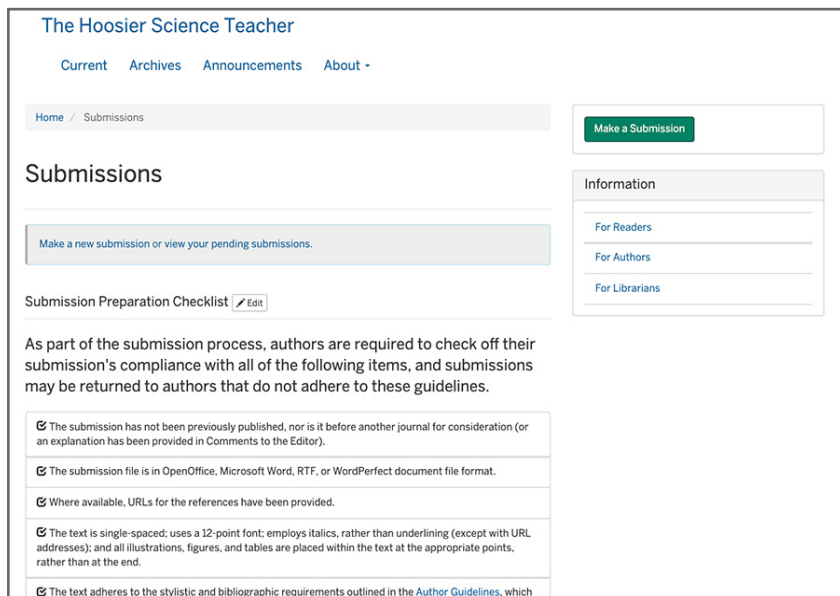 The Hoosier Science Teacher
Current Archives Announcements About
Home / Submissions
Submissions
Make a new submission or view your pending submissions.
Submission Preparation Checklist Edit
As part of the submission process, authors are required to check off their
submission's compliance with all of the following items, and submissions
may be returned to authors that do not adhere to these guidelines.
The submission has not been previously published, nor is it before another journal for consideration (or
an explanation has been provided in Comments to the Editor).
The submission file is in OpenOffice, Microsoft Word, RTF, or WordPerfect document file format.
Where available, URLs for the references have been provided.
The text is single-spaced; uses a 12-point font; employs italics, rather than underlining (except with URL
addresses); and all illustrations, figures, and tables are placed within the text at the appropriate points,
rather than at the end.
The text adheres to the stylistic and bibliographic requirements outlined in the Author Guidelines, which
Make a Submission
Information
For Readers
For Authors
For Librarians